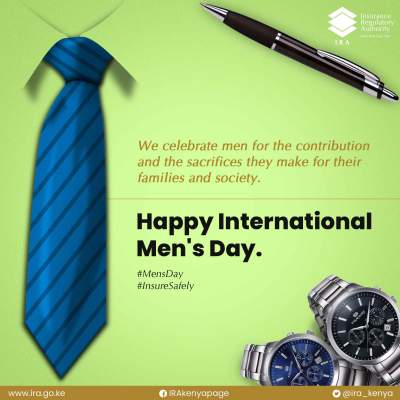 Insurance
Regulatory
Authority
IRA
We celebrate men for the contribution
and the sacrifices they make for their
families and society.
Happy International
Men's Day.
#MensDay
#InsureSafely
www.ira.go.ke
IRAkenyapage
@ira_kenya